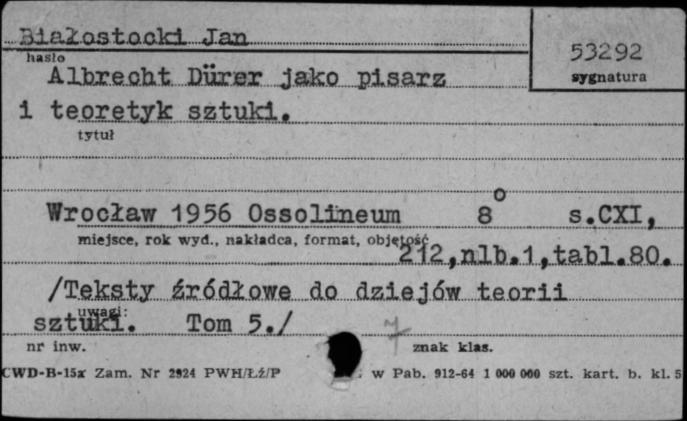 Białostocki Jan
hasło
53292
sygnatura
Albrecht Dürer jako pisarz
i teoretyk sztuki.
tytuł
Wrocław 1956 Ossolineum 8° s.CXI,
miejsce, rok wyd., nakładca, format, objętość
212,nlb.1,tabl.80.
/Teksty źródłowe do dziejów teorii
uwagi:
sztuki. Tom 5./
nr inw.
znak klas.
CWD-B-15x Zam. Nr 2924 PWH/Łź/P w Pab. 912-64 1 000 000 szt. kart. b. kl. 5